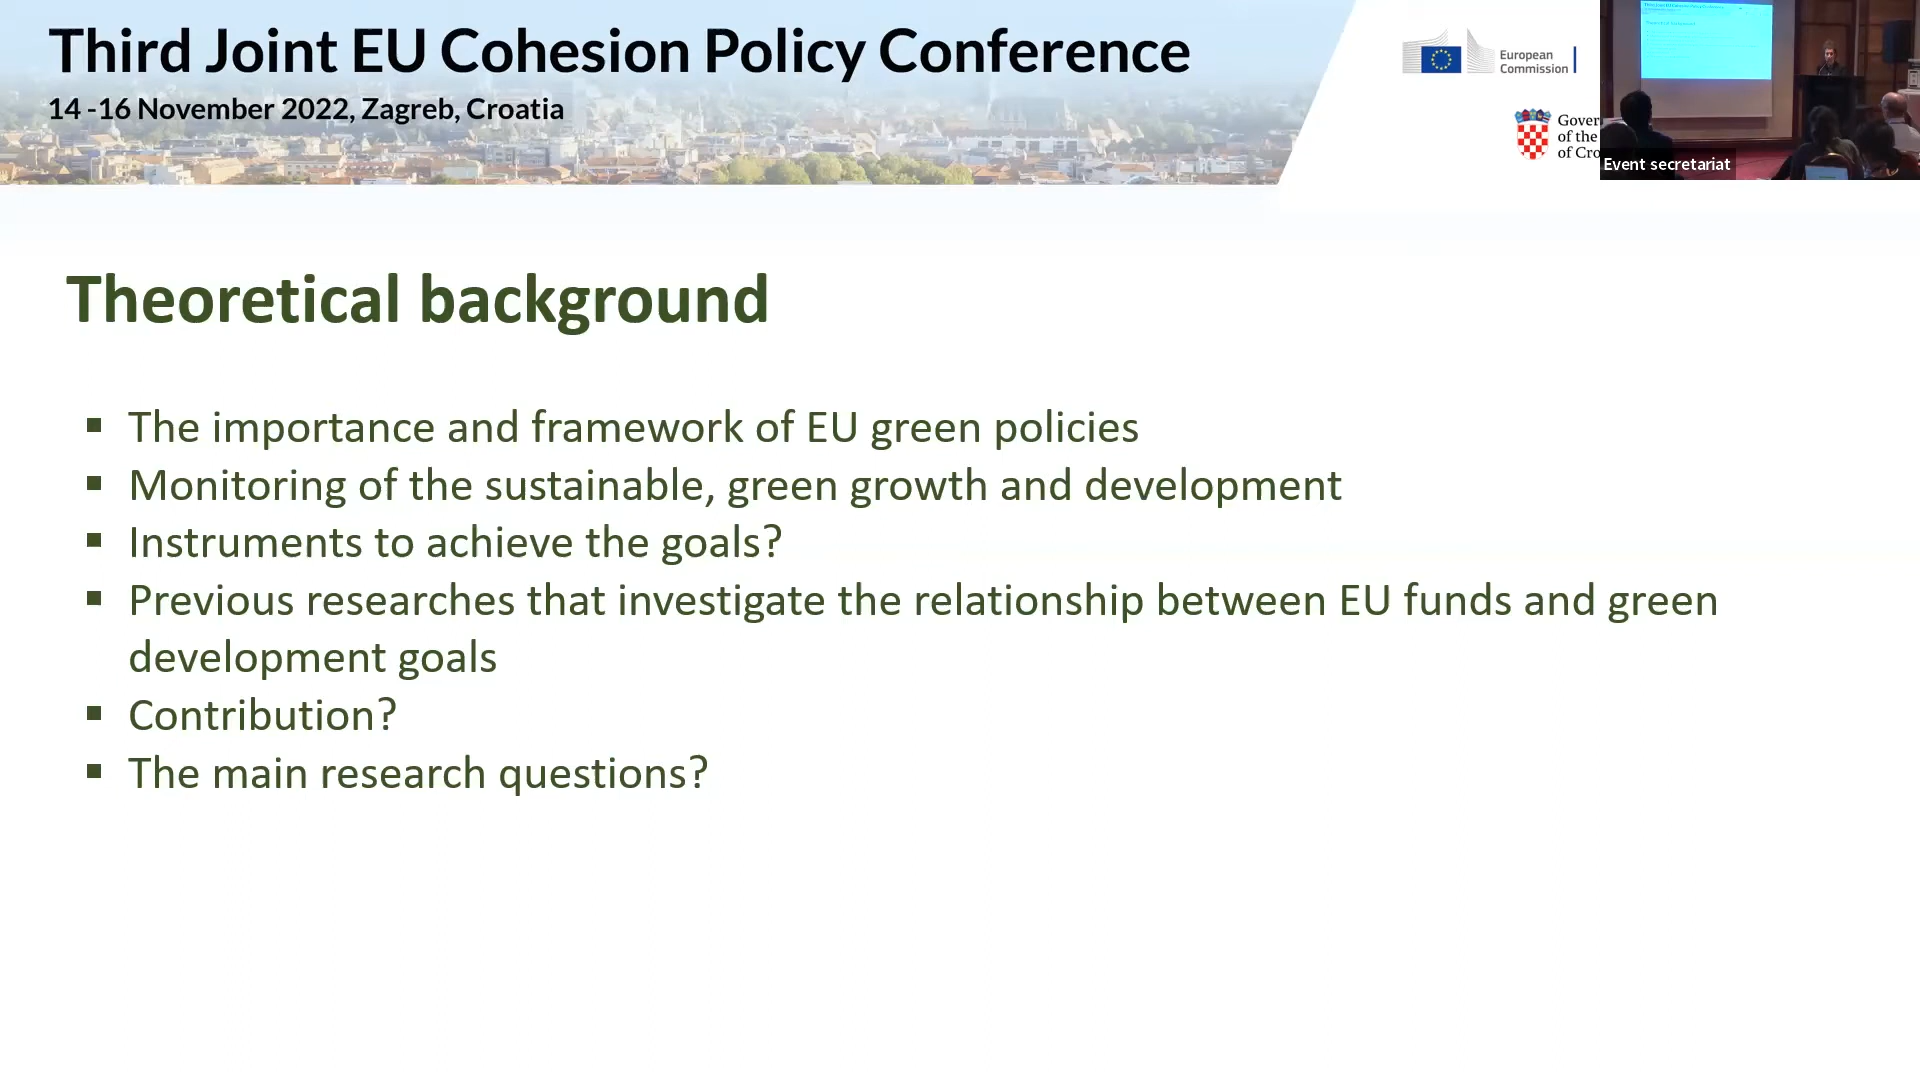 Third Joint EU Cohesion Policy Conference
14 -16 November 2022, Zagreb, Croatia
European
Commission
Gover
of the
of Cro
Event secretariat
Theoretical background
▪ The importance and framework of EU green policies
▪ Monitoring of the sustainable, green growth and development
▪ Instruments to achieve the goals?
▪ Previous researches that investigate the relationship between EU funds and green
development goals
▪ Contribution?
▪ The main research questions?